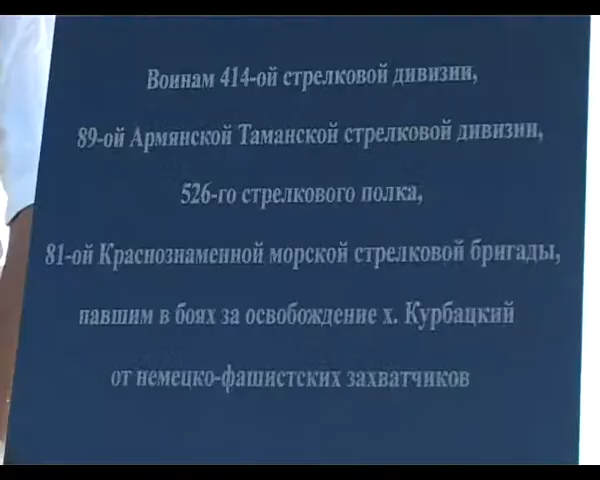 Воинам 414-ой стрелковой дивизии,
89-ой Армянской Таманской стрелковой дивизии,
526-го стрелкового полка,
81-ой Краснознаменной морской стрелковой бригады,
павшим в боях за освобождение х. Курбацкий
от немецко-фашистских захватчиков